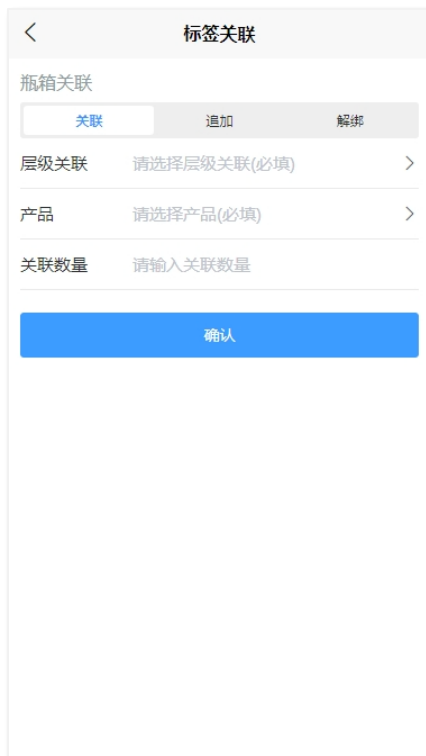 标签关联
瓶箱关联
关联 追加 解绑
层级关联 请选择层级关联(必填)
产品 请选择产品(必填)
关联数量 请输入关联数量
确认